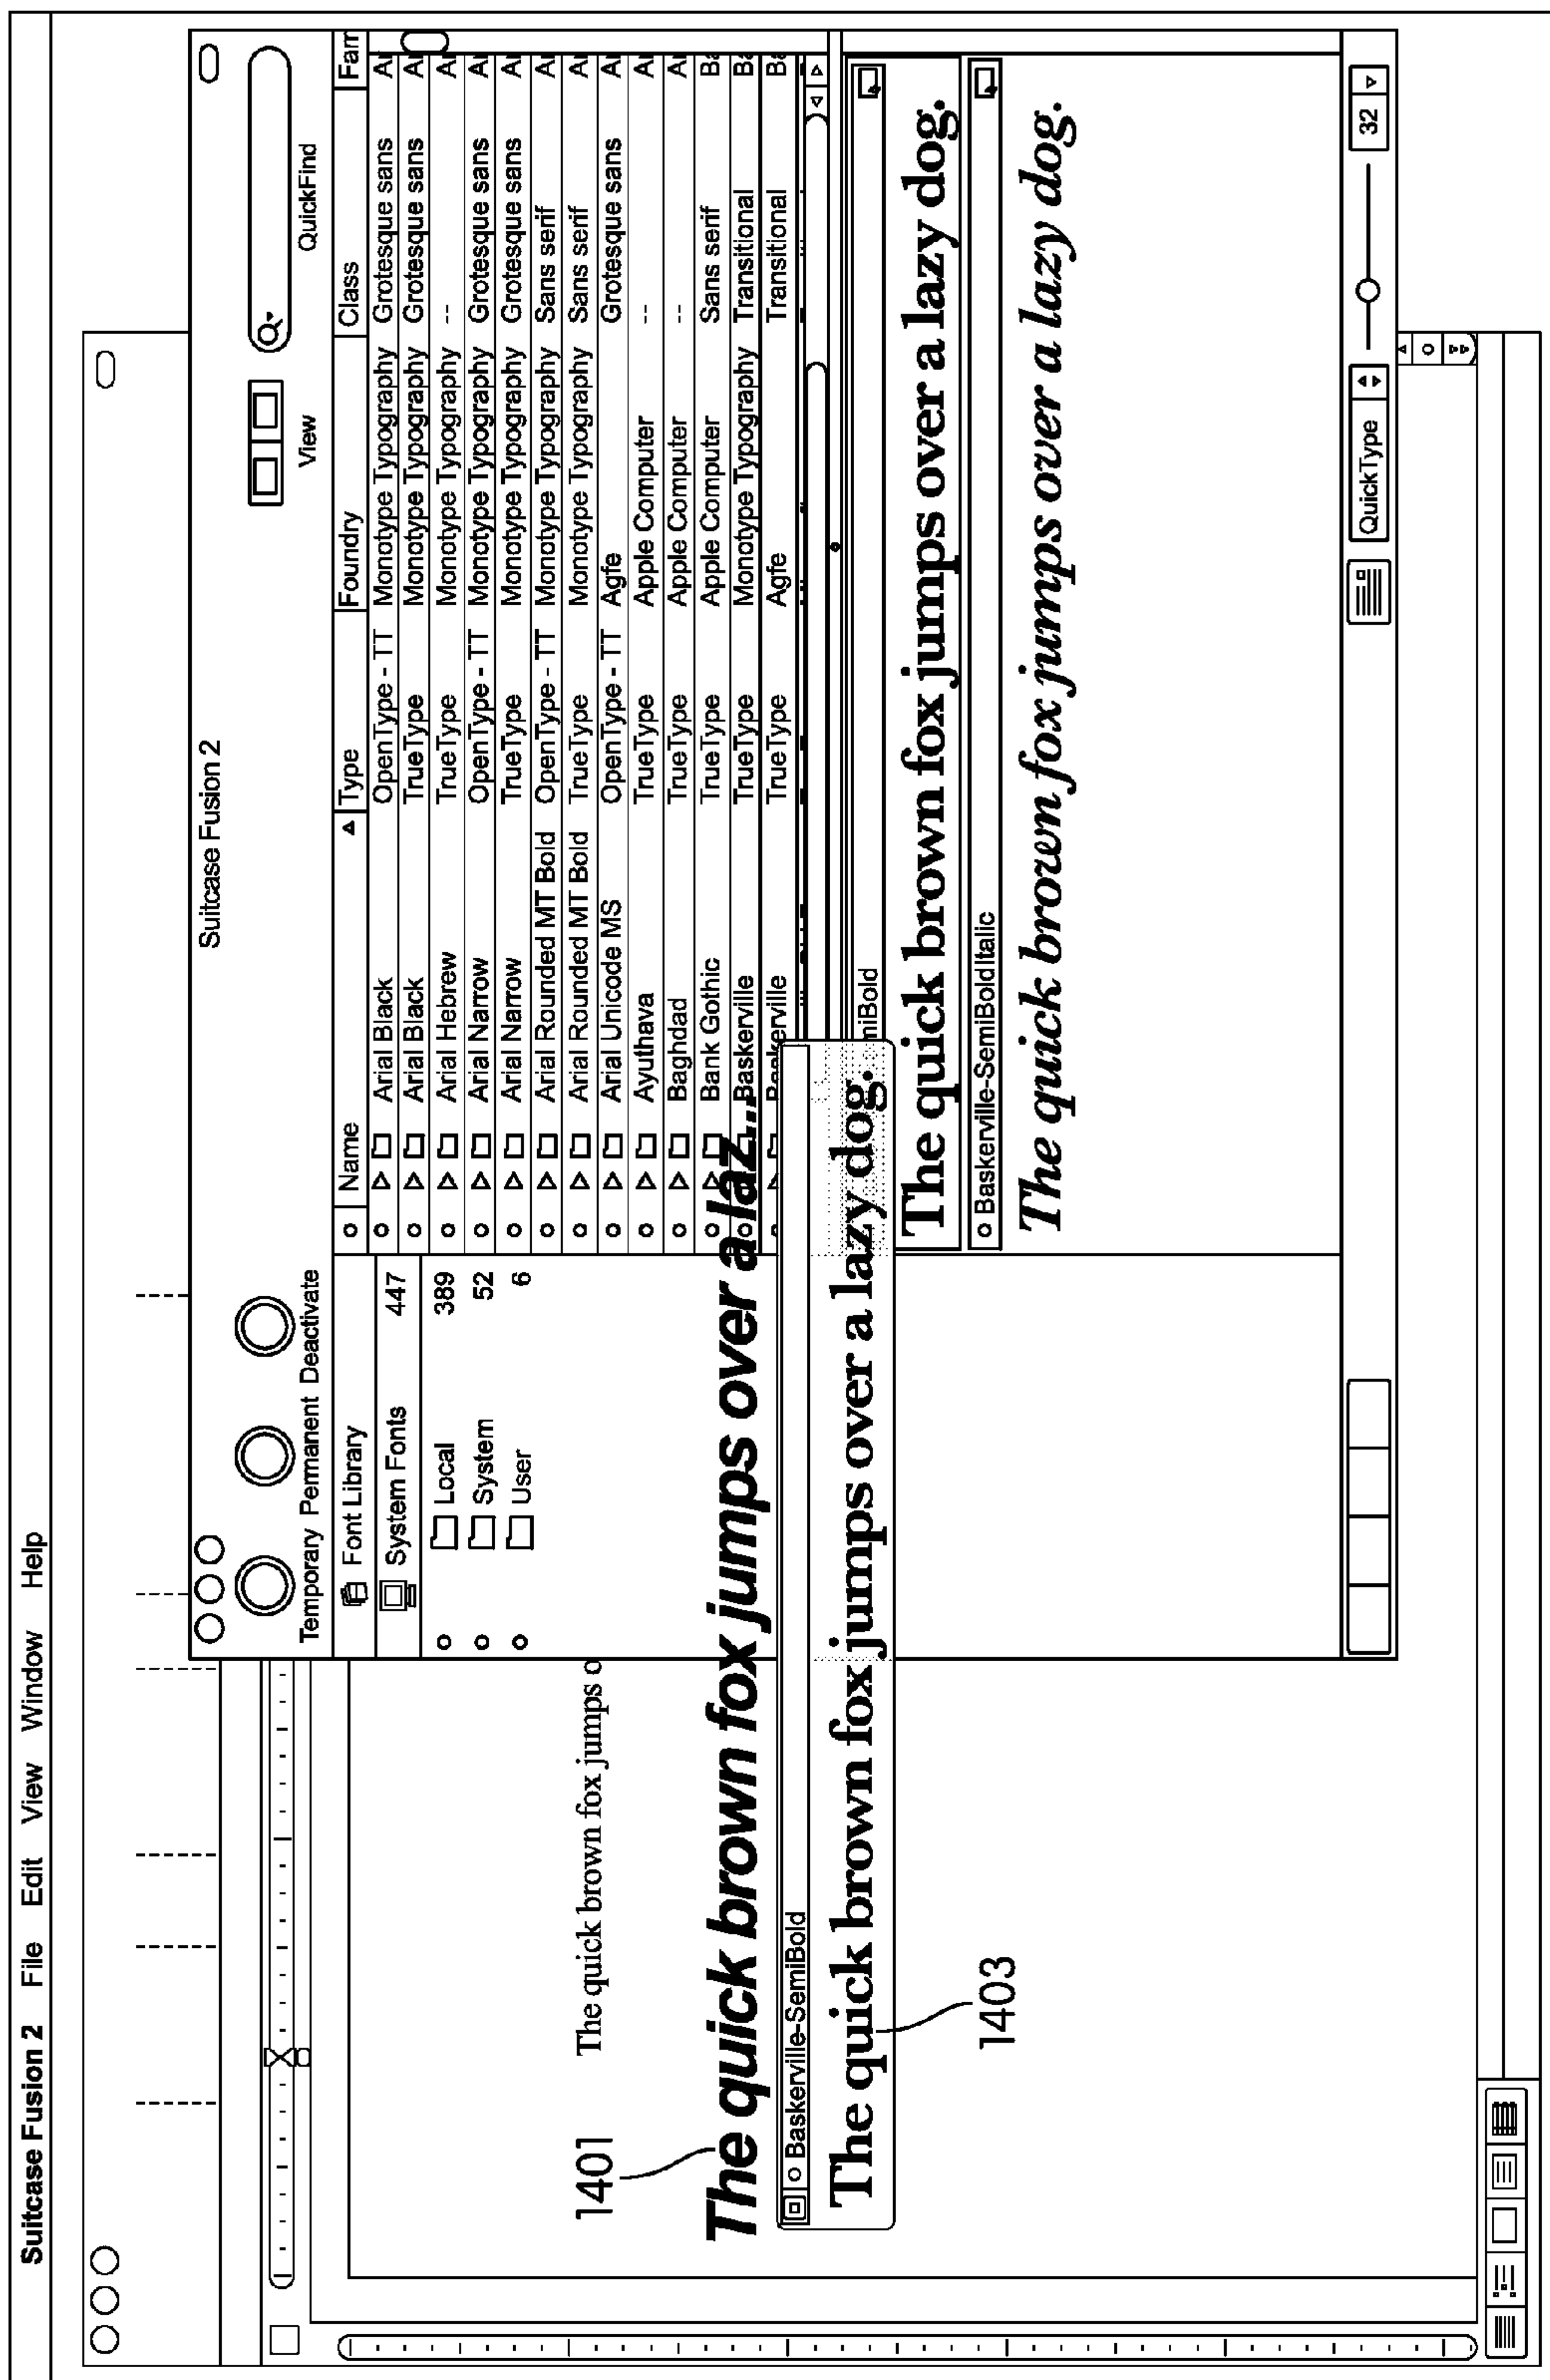 Suitcase Fusion 2 File Edit View Window Help
Suitcase Fusion 2
Temporary Permanent Deactivate View QuickFind
Font Library
System Fonts 447
Local 389
System 52
User 6
Name Type Foundry Class Fam
Arial Black OpenType - TT Monotype Typography Grotesque sans
Arial Black TrueType Monotype Typography Grotesque sans
Arial Hebrew TrueType Monotype Typography --
Arial Narrow OpenType - TT Monotype Typography Grotesque sans
Arial Narrow TrueType Monotype Typography Grotesque sans
Arial Rounded MT Bold OpenType - TT Monotype Typography Sans serif
Arial Rounded MT Bold TrueType Monotype Typography Sans serif
Arial Unicode MS OpenType - TT Agfe Grotesque sans
Ayuthava TrueType Apple Computer --
Baghdad TrueType Apple Computer --
Bank Gothic TrueType Apple Computer Sans serif
Baskerville TrueType Monotype Typography Transitional
Baskerville TrueType Agfe Transitional
The quick brown fox jumps o
1401
The quick brown fox jumps over a laz...
Baskerville-SemiBold
The quick brown fox jumps over a lazy dog.
1403
miBold
The quick brown fox jumps over a lazy dog.
Baskerville-SemiBoldItalic
The quick brown fox jumps over a lazy dog.
QuickType 32